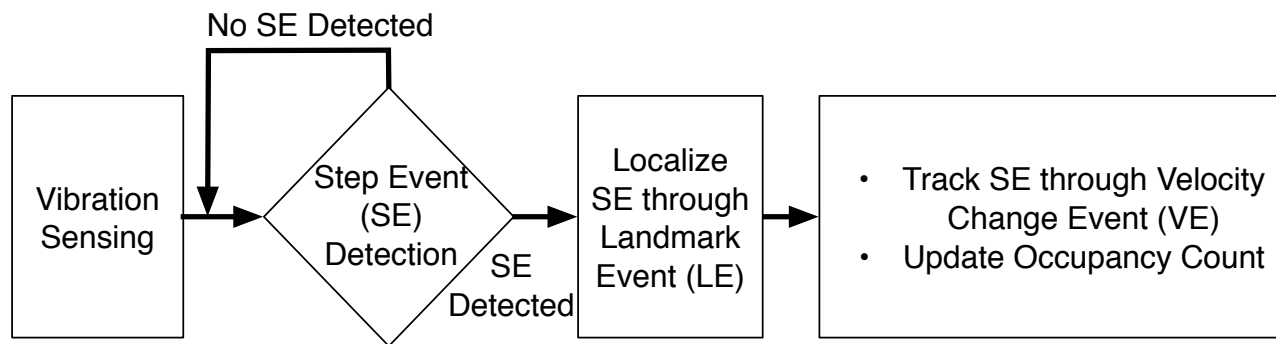 No SE Detected
Vibration
Sensing
Step Event
(SE)
Detection
SE
Detected
Localize
SE through
Landmark
Event (LE)
• Track SE through Velocity
Change Event (VE)
• Update Occupancy Count